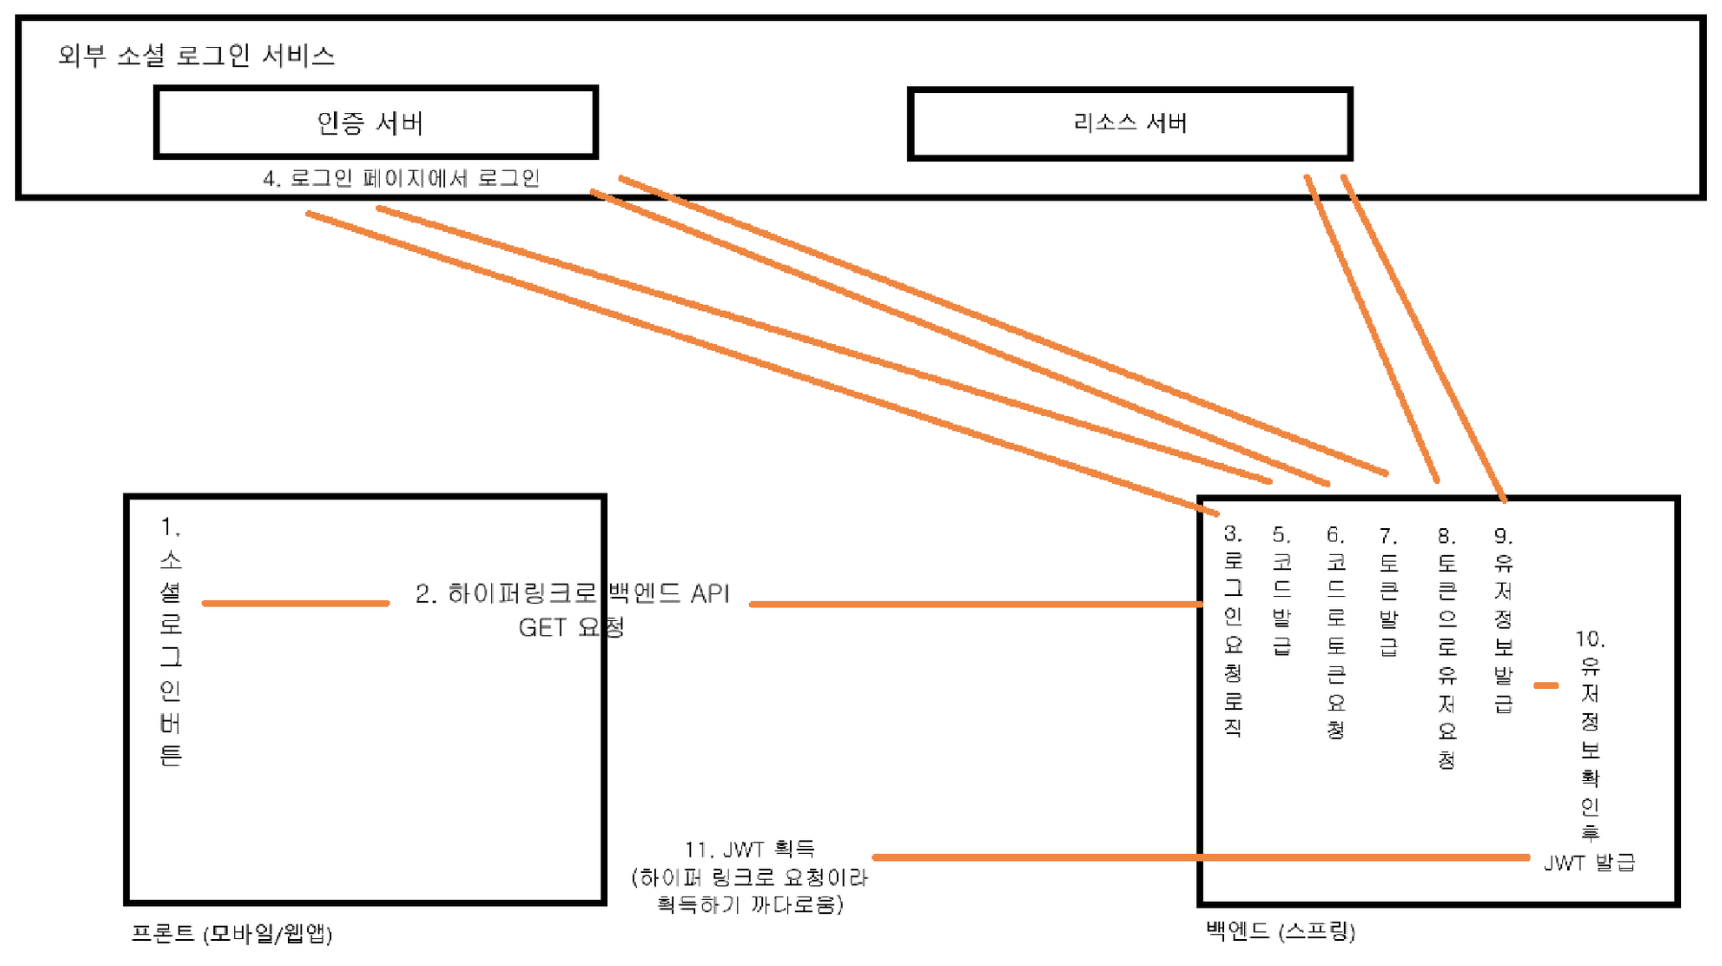 외부 소셜 로그인 서비스
인증 서버
리소스 서버
4. 로그인 페이지에서 로그인
1.
소
셜
로
그
인
버
튼
2. 하이퍼링크로 백엔드 API
GET 요청
3.
로
그
인
요
청
로
직
5.
코
드
발
급
6.
코
드
로
토
큰
요
청
7.
토
큰
발
급
8.
토
큰
으
로
유
저
요
청
9.
유
저
정
보
발
급
10.
유
저
정
보
확
인
후
JWT 발급
11. JWT 획득
(하이퍼 링크로 요청이라
획득하기 까다로움)
프론트 (모바일/웹앱)
백엔드 (스프링)